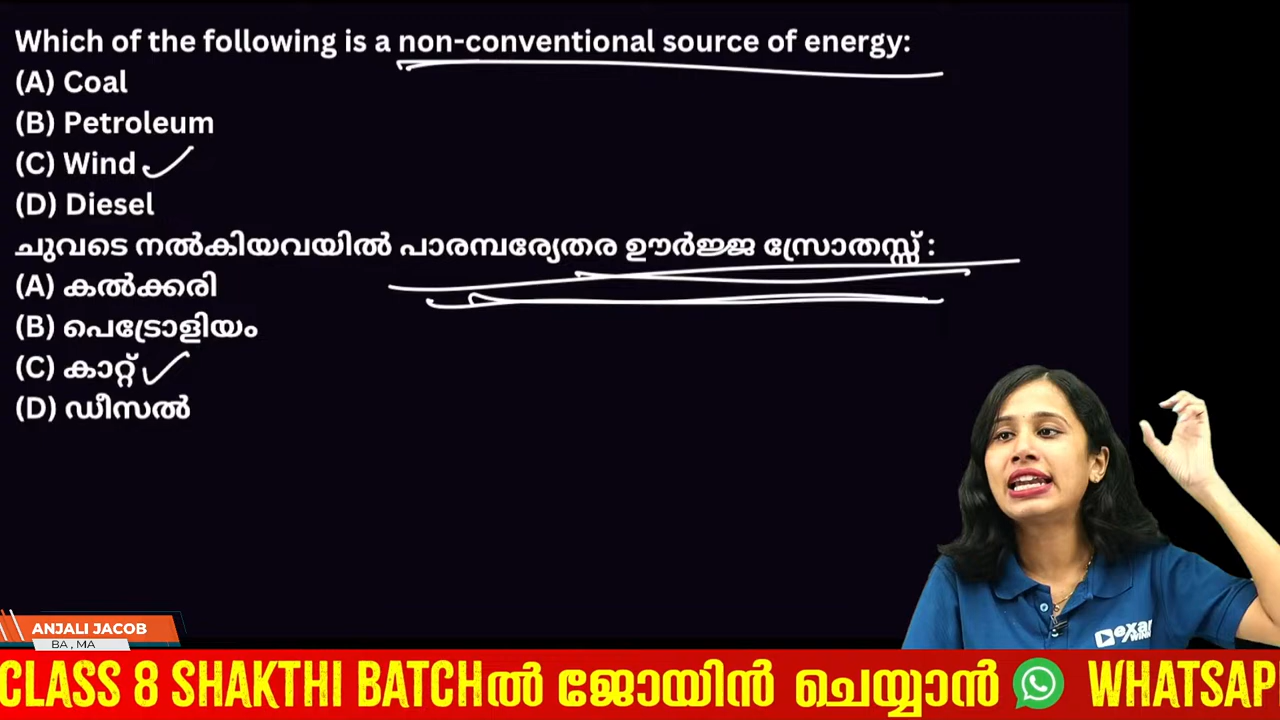 Which of the following is a non-conventional source of energy:
(A) Coal
(B) Petroleum
(C) Wind
(D) Diesel
ചുവടെ നൽകിയവയിൽ പാരമ്പര്യേതര ഊർജ്ജ സ്രോതസ്സ് :
(A) കൽക്കരി
(B) പെട്രോളിയം
(C) കാറ്റ്
(D) ഡീസൽ
exam
ANJALI JACOB
BA , MA
CLASS 8 SHAKTHI BATCHൽ ജോയിൻ ചെയ്യാൻ WHATSAP